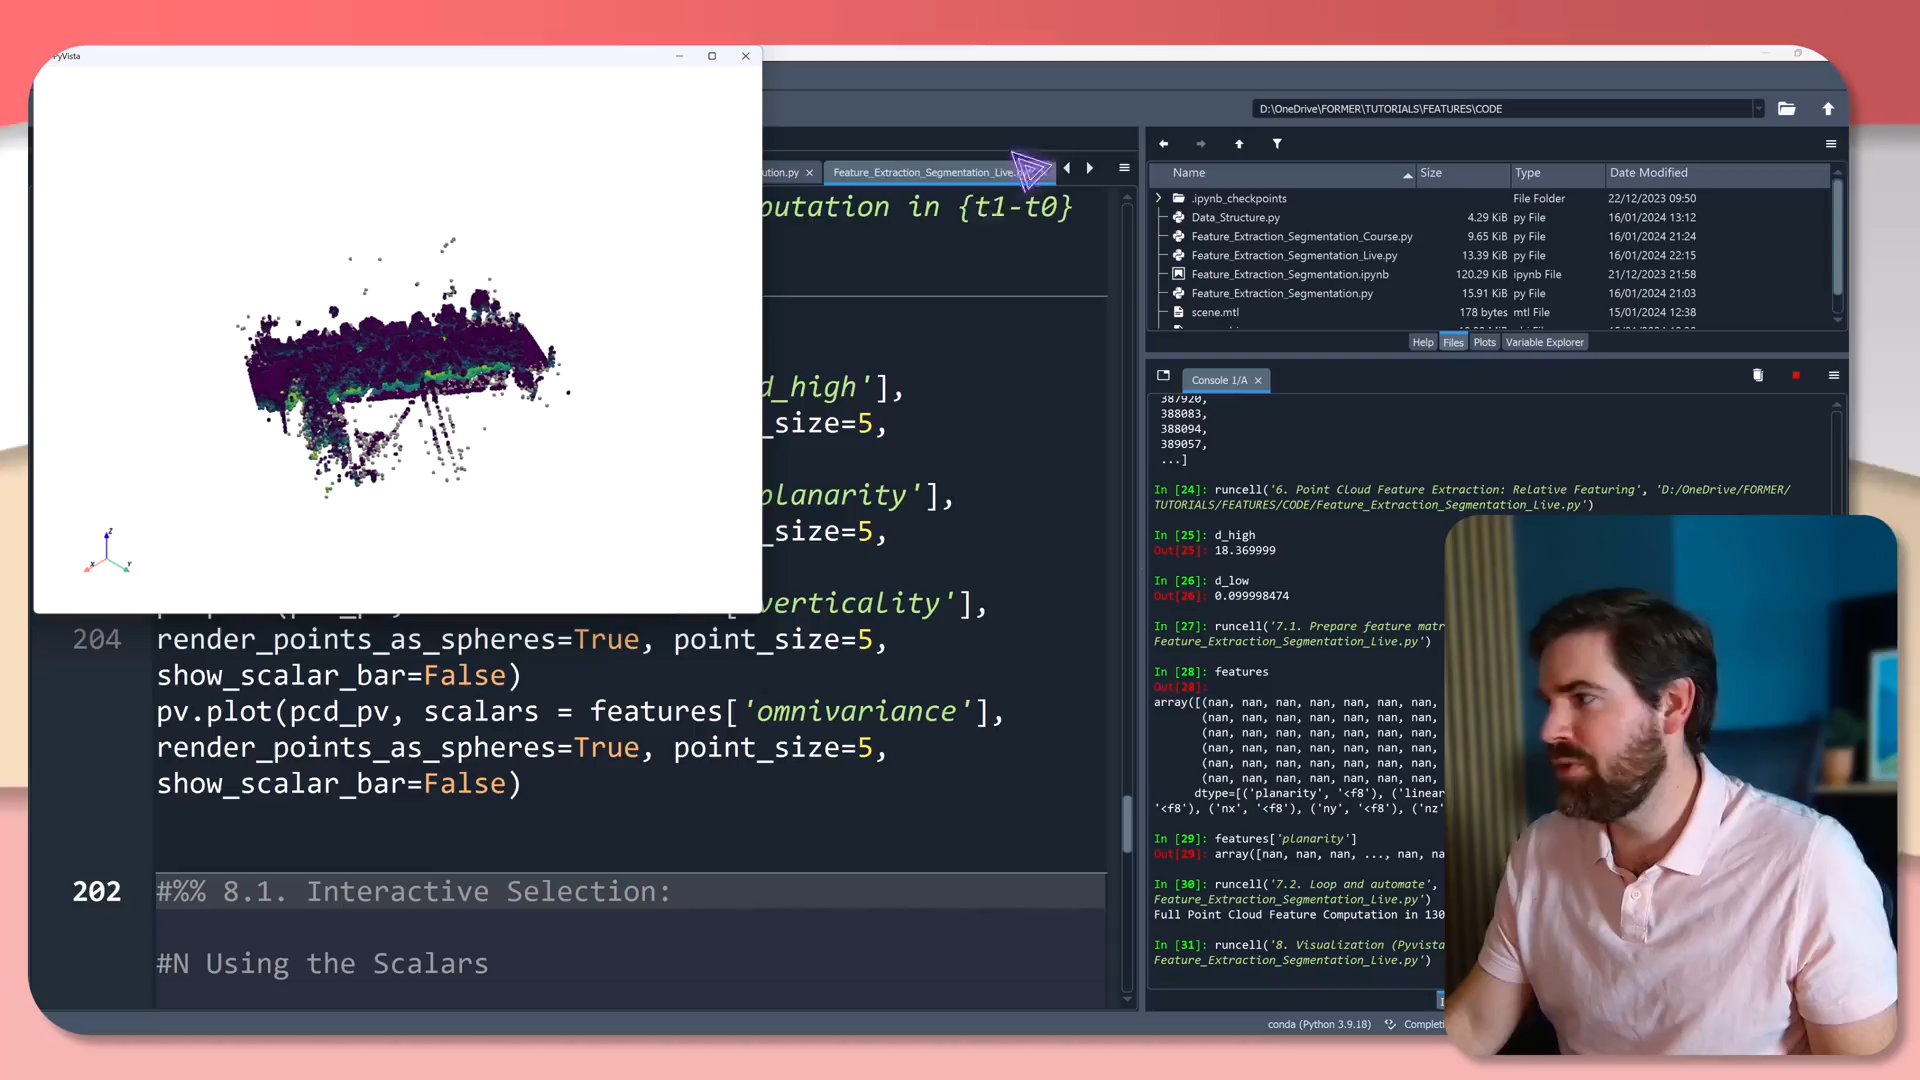 PyVista
D:\OneDrive\FORMER\TUTORIALS\FEATURES\CODE
ution.py
Feature_Extraction_Segmentation_Live.
putation in {t1-t0}
d_high'],
_size=5,
planarity'],
_size=5,
verticality'],
204
render_points_as_spheres=True, point_size=5,
show_scalar_bar=False)
pv.plot(pcd_pv, scalars = features['omnivariance'],
render_points_as_spheres=True, point_size=5,
show_scalar_bar=False)
202 #%% 8.1. Interactive Selection:
#N Using the Scalars
Z
X
Y
Name Size Type Date Modified
.ipynb_checkpoints File Folder 22/12/2023 09:50
Data_Structure.py 4.29 KiB py File 16/01/2024 13:12
Feature_Extraction_Segmentation_Course.py 9.65 KiB py File 16/01/2024 21:24
Feature_Extraction_Segmentation_Live.py 13.39 KiB py File 16/01/2024 22:15
Feature_Extraction_Segmentation.ipynb 120.29 KiB ipynb File 21/12/2023 21:58
Feature_Extraction_Segmentation.py 15.91 KiB py File 16/01/2024 21:03
scene.mtl 178 bytes mtl File 15/01/2024 12:38
Help Files Plots Variable Explorer
Console 1/A
387920,
388083,
388094,
389057,
...]
In [24]: runcell('6. Point Cloud Feature Extraction: Relative Featuring', 'D:/OneDrive/FORMER/
TUTORIALS/FEATURES/CODE/Feature_Extraction_Segmentation_Live.py')
In [25]: d_high
Out[25]: 18.369999
In [26]: d_low
Out[26]: 0.099998474
In [27]: runcell('7.1. Prepare feature matr
Feature_Extraction_Segmentation_Live.py')
In [28]: features
Out[28]:
array([(nan, nan, nan, nan, nan, nan,
(nan, nan, nan, nan, nan, nan,
(nan, nan, nan, nan, nan, nan,
(nan, nan, nan, nan, nan, nan,
(nan, nan, nan, nan, nan, nan,
(nan, nan, nan, nan, nan, nan,
dtype=[('planarity', '<f8'), ('linear
'<f8'), ('nx', '<f8'), ('ny', '<f8'), ('nz'
In [29]: features['planarity']
Out[29]: array([nan, nan, nan, ..., nan, na
In [30]: runcell('7.2. Loop and automate',
Feature_Extraction_Segmentation_Live.py')
Full Point Cloud Feature Computation in 130
In [31]: runcell('8. Visualization (Pyvista
Feature_Extraction_Segmentation_Live.py')
conda (Python 3.9.18) Completi